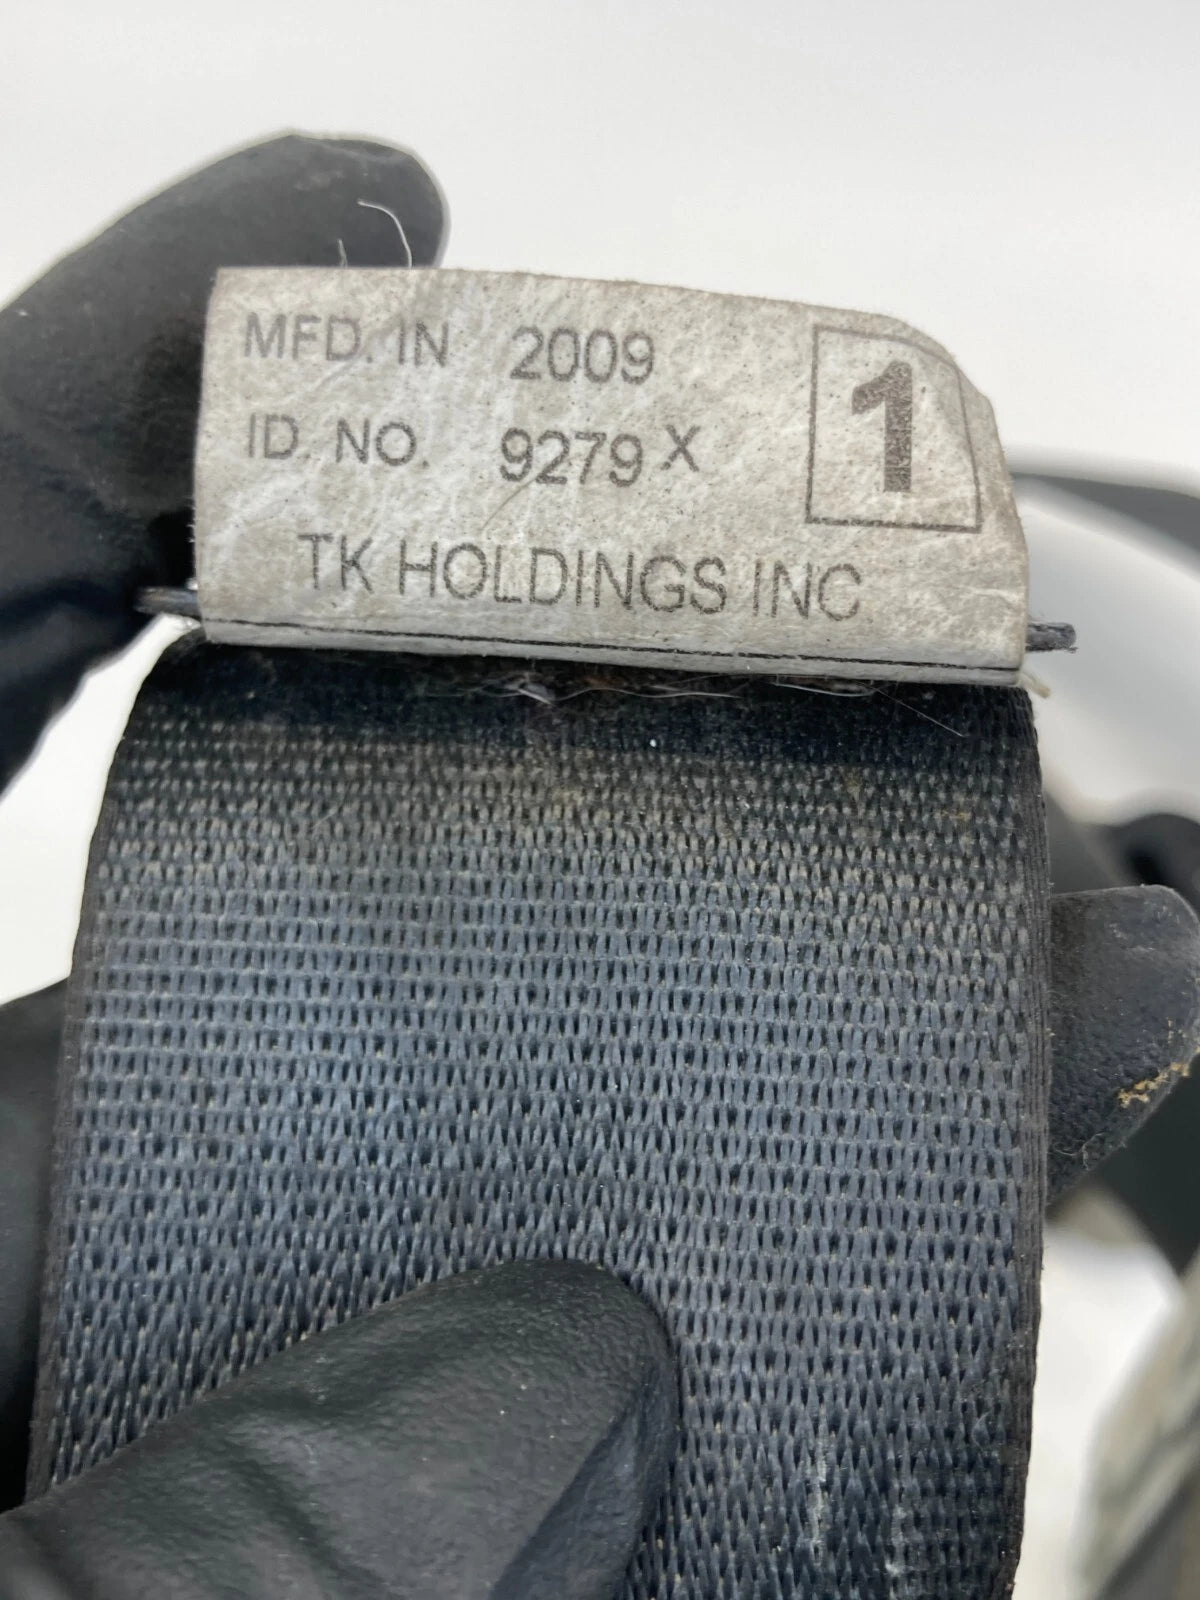 MFD. IN 2009
1
ID. NO. 9279 X
TK HOLDINGS INC